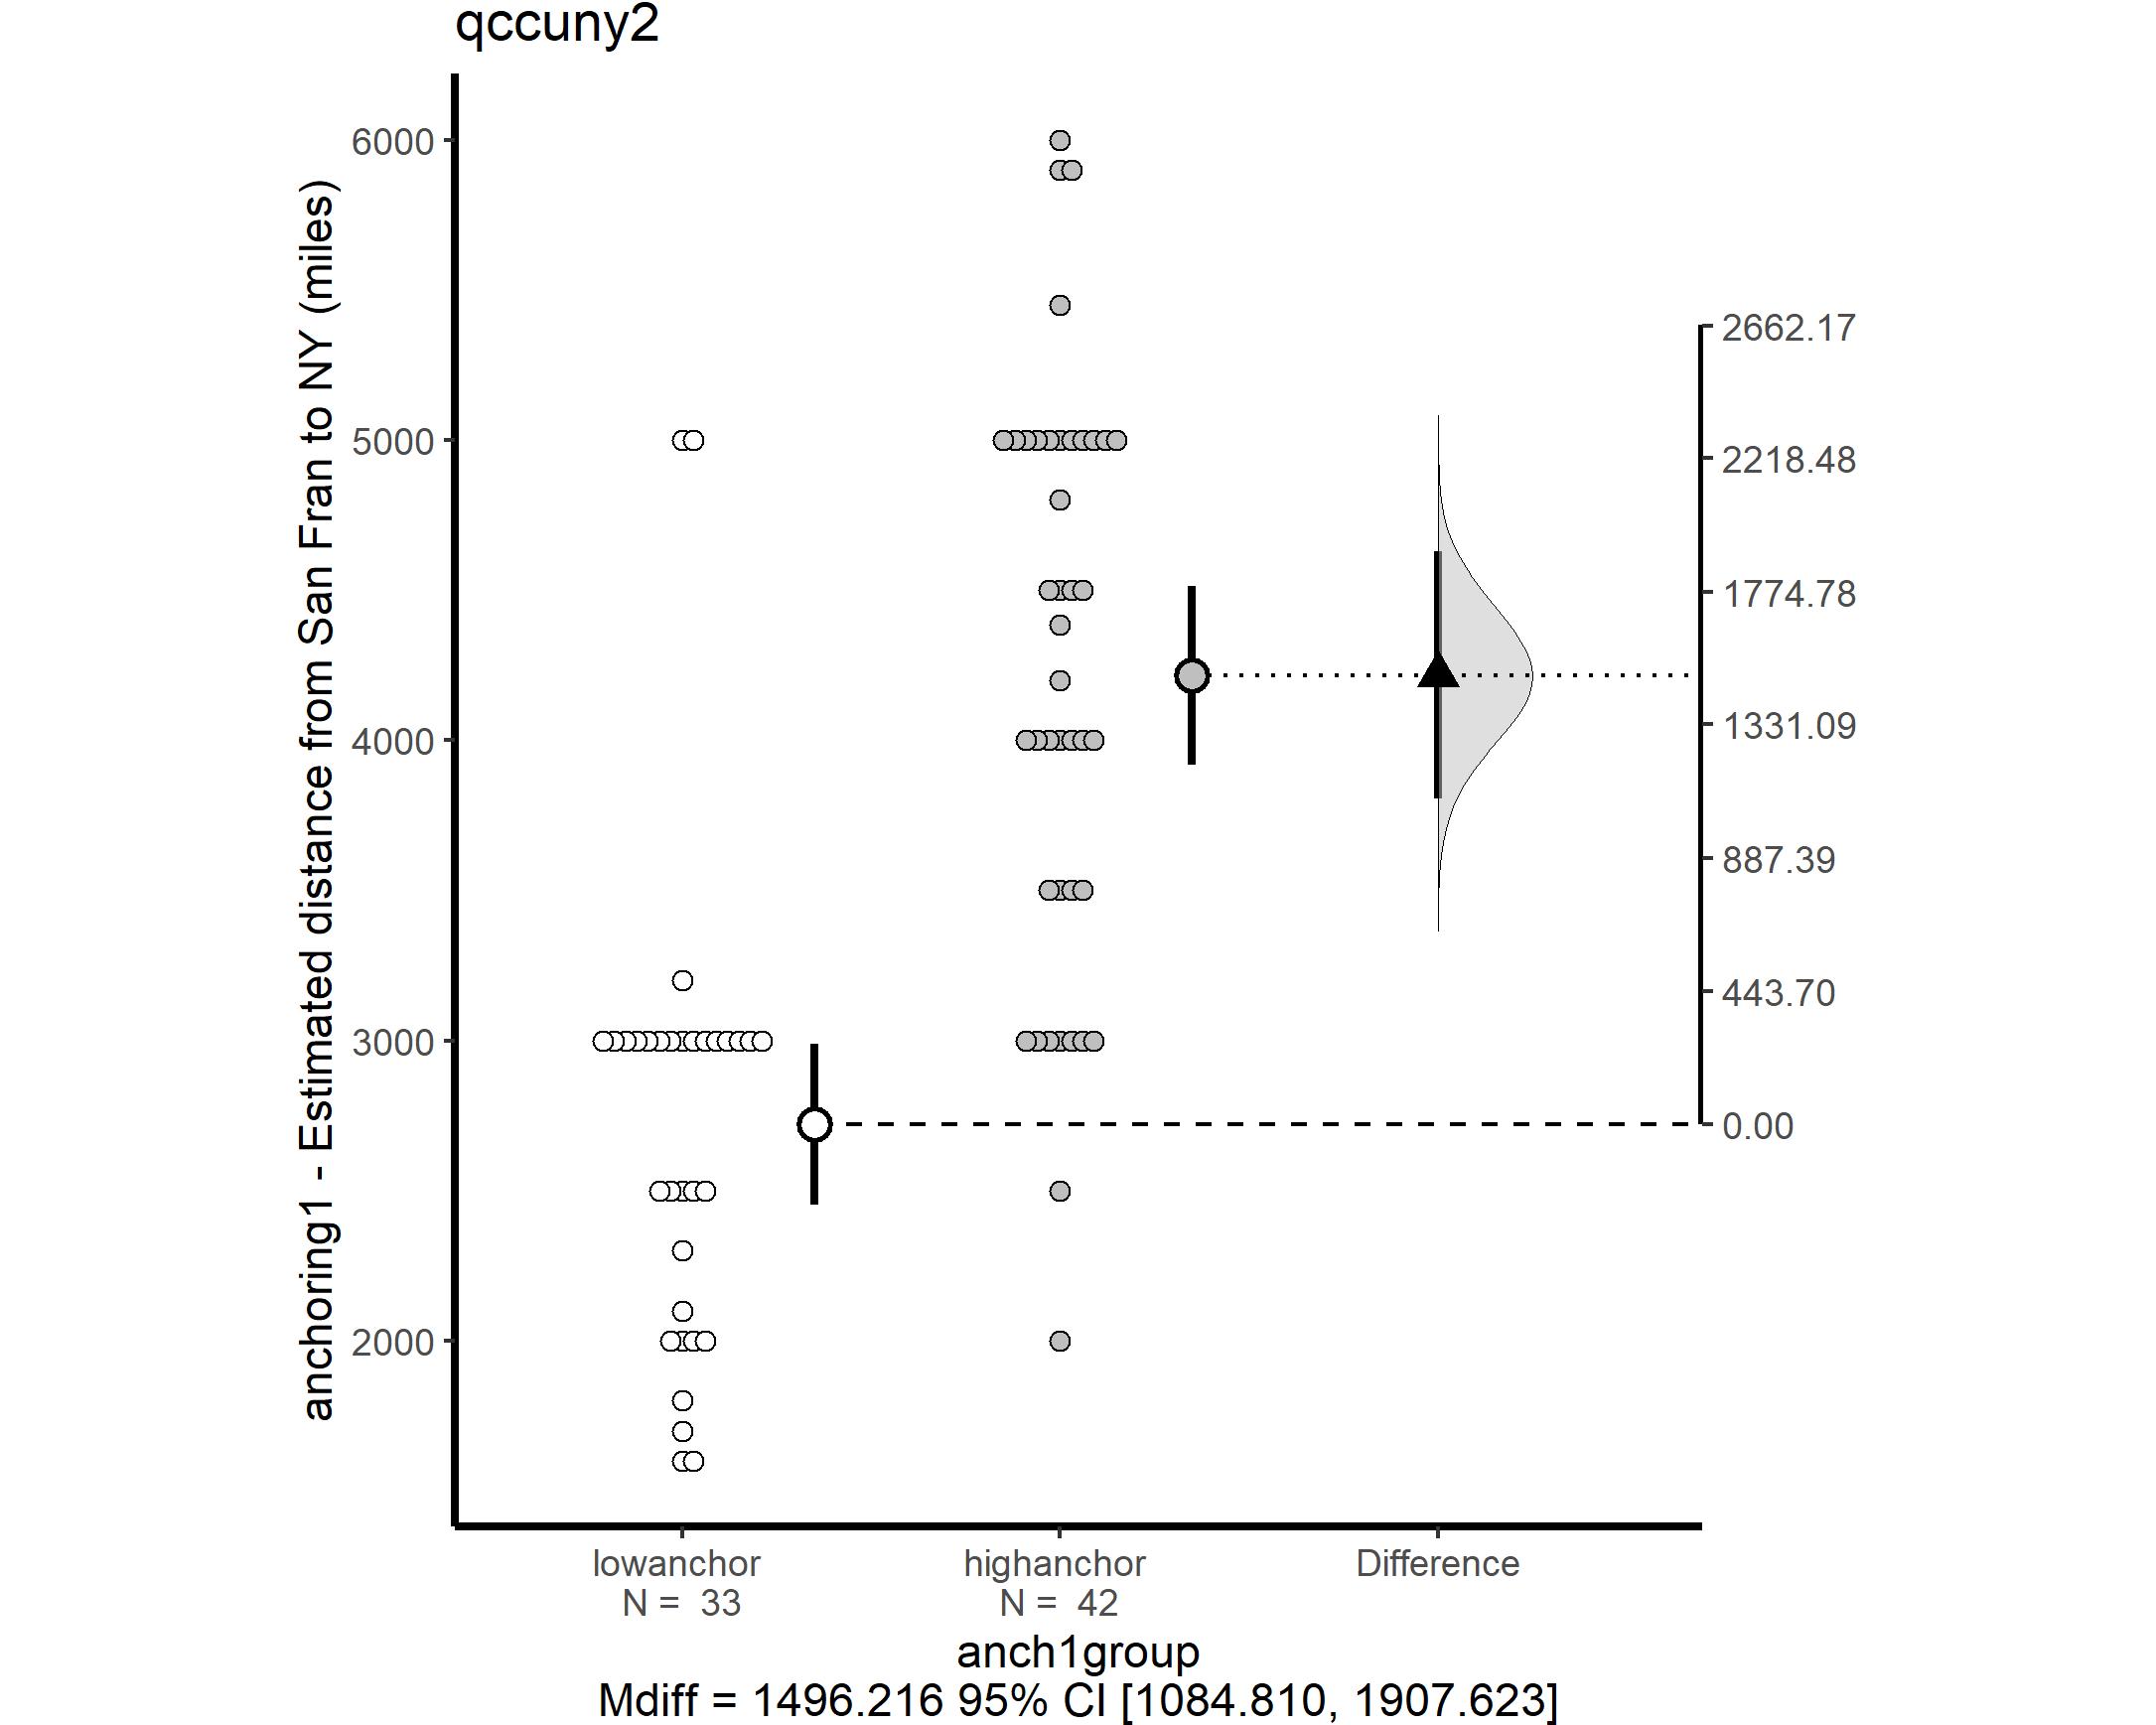 qccuny2
anchoring1 - Estimated distance from San Fran to NY (miles)
6000
5000
4000
3000
2000
2662.17
2218.48
1774.78
1331.09
887.39
443.70
0.00
lowanchor
N =  33
highanchor
N =  42
Difference
anch1group
Mdiff = 1496.216 95% CI [1084.810, 1907.623]